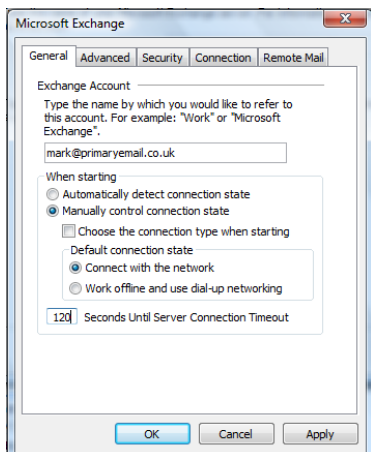 Microsoft Exchange
General Advanced Security Connection Remote Mail
Exchange Account
Type the name by which you would like to refer to
this account. For example: "Work" or "Microsoft
Exchange".
mark@primaryemail.co.uk
When starting
Automatically detect connection state
Manually control connection state
Choose the connection type when starting
Default connection state
Connect with the network
Work offline and use dial-up networking
120 Seconds Until Server Connection Timeout
OK Cancel Apply